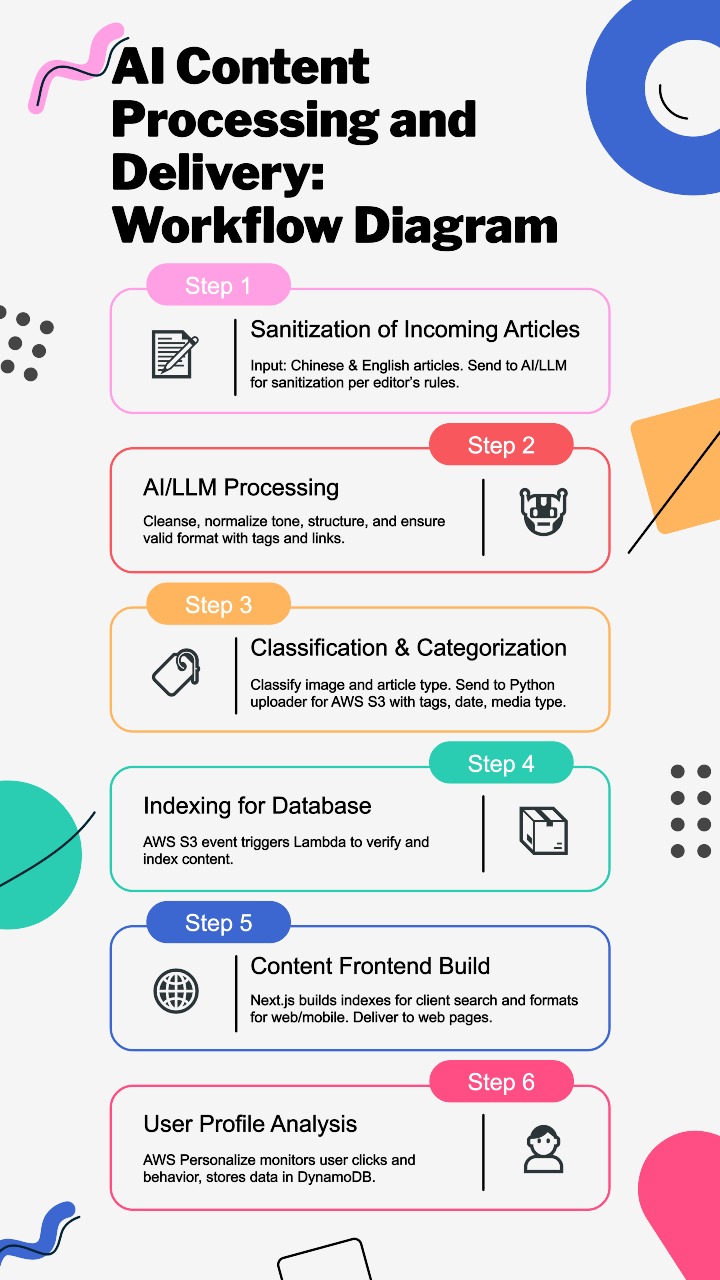 AI Content
Processing and
Delivery:
Workflow Diagram
Step 1
Sanitization of Incoming Articles
Input: Chinese & English articles. Send to AI/LLM
for sanitization per editor's rules.
Step 2
AI/LLM Processing
Cleanse, normalize tone, structure, and ensure
valid format with tags and links.
Step 3
Classification & Categorization
Classify image and article type. Send to Python
uploader for AWS S3 with tags, date, media type.
Step 4
Indexing for Database
AWS S3 event triggers Lambda to verify and
index content.
Step 5
Content Frontend Build
Next.js builds indexes for client search and formats
for web/mobile. Deliver to web pages.
Step 6
User Profile Analysis
AWS Personalize monitors user clicks and
behavior, stores data in DynamoDB.